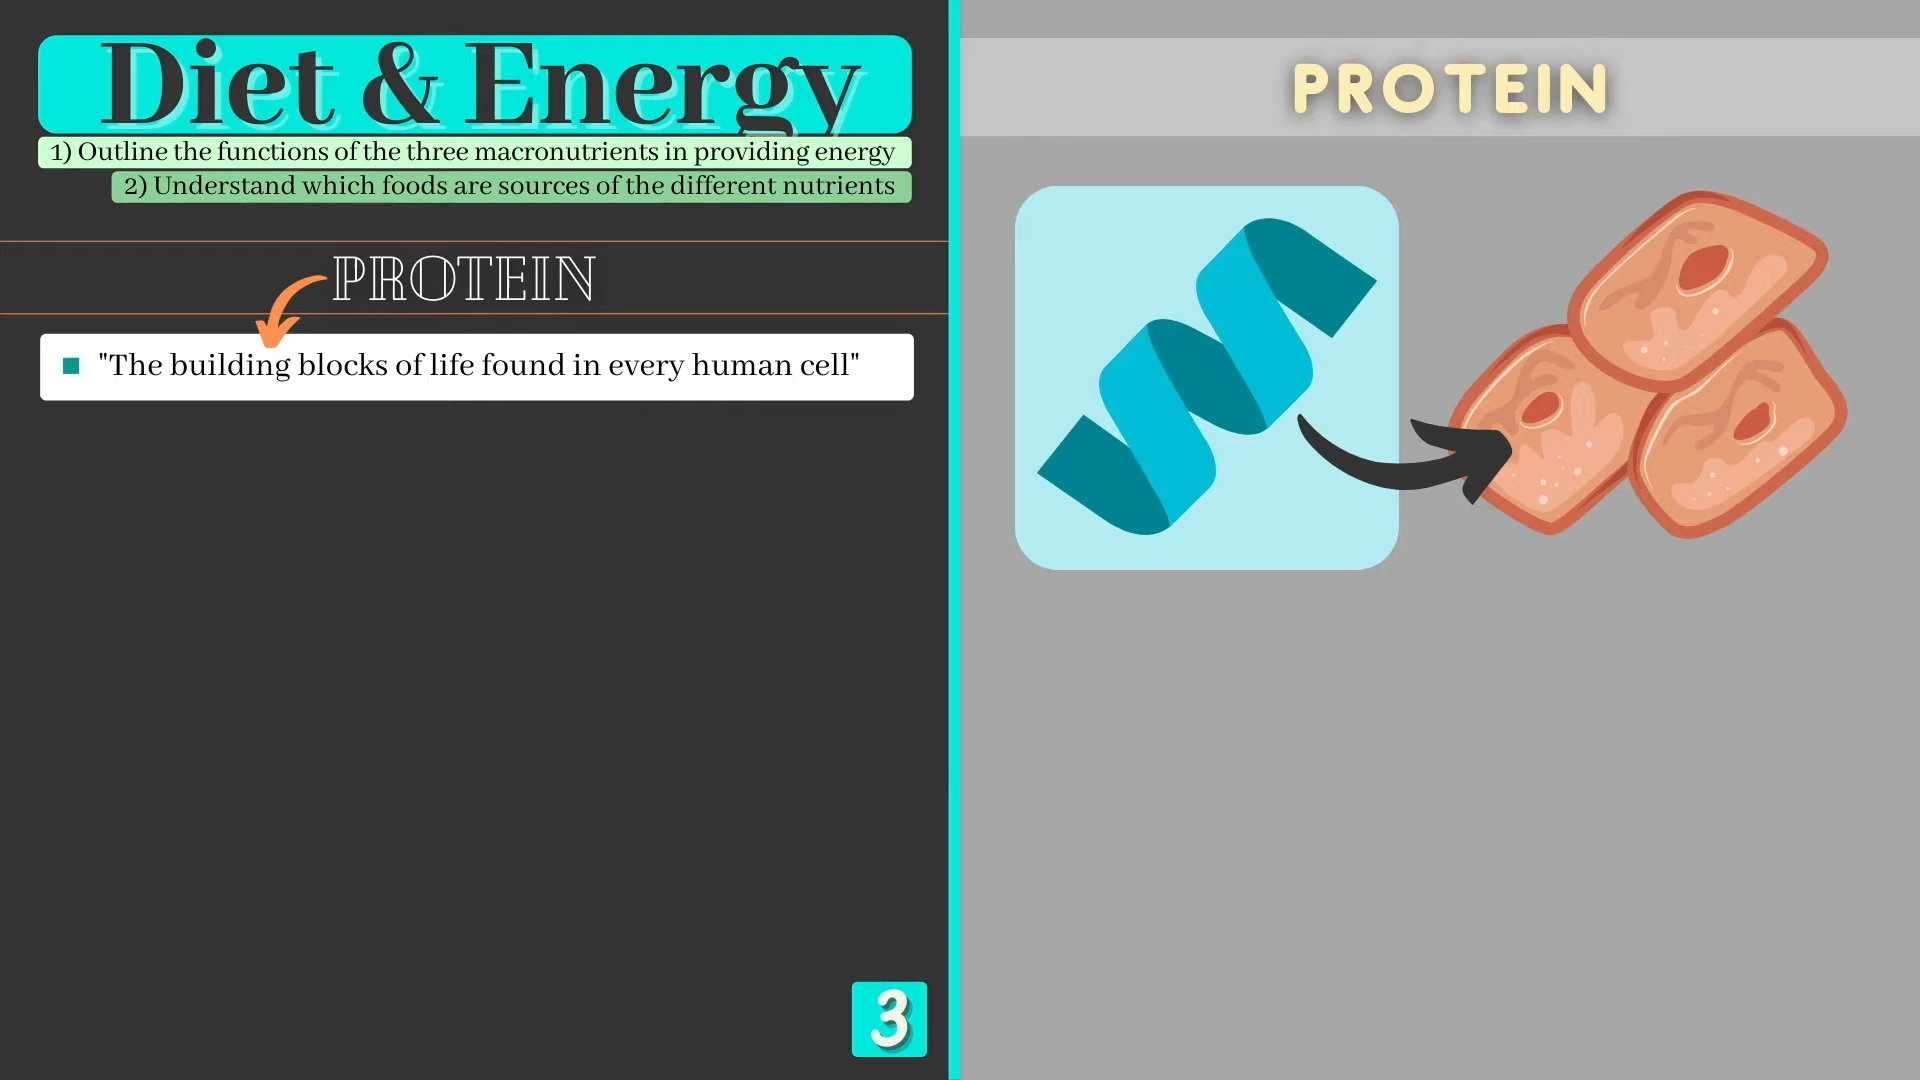 Diet & Energy
1) Outline the functions of the three macronutrients in providing energy
2) Understand which foods are sources of the different nutrients
PROTEIN
"The building blocks of life found in every human cell"
3
PROTEIN